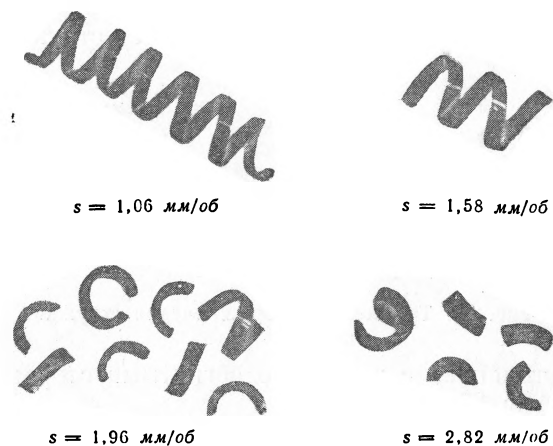 s = 1,06 мм/об
s = 1,58 мм/об
s = 1,96 мм/об
s = 2,82 мм/об